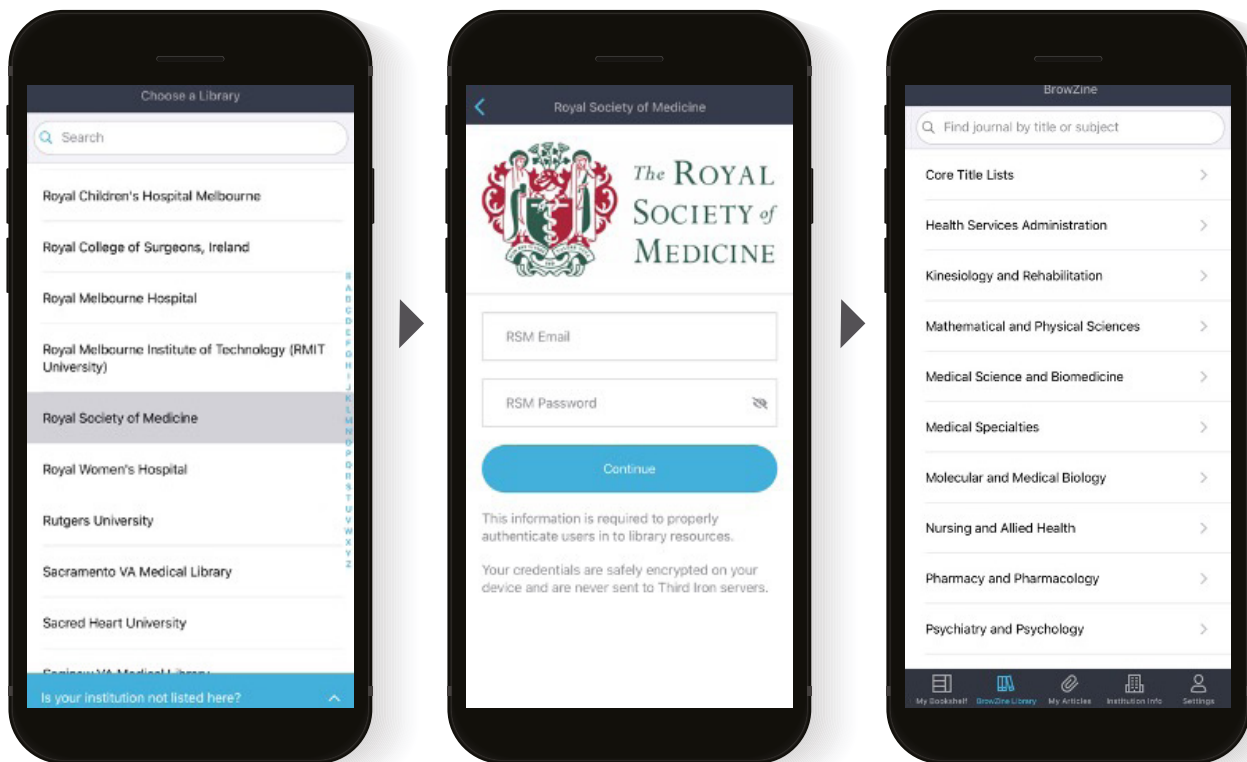 Choose a Library
Search
Royal Children's Hospital Melbourne
Royal College of Surgeons, Ireland
Royal Melbourne Hospital
Royal Melbourne Institute of Technology (RMIT
University)
Royal Society of Medicine
Royal Women's Hospital
Rutgers University
Sacramento VA Medical Library
Sacred Heart University
Saginaw VA Medical Library
Is your institution not listed here?
A
B
C
D
E
F
G
H
I
J
K
L
M
N
O
P
Q
R
S
T
U
V
W
X
Y
Z
Royal Society of Medicine
The ROYAL
SOCIETY of
MEDICINE
RSM Email
RSM Password
Continue
This information is required to properly
authenticate users in to library resources.
Your credentials are safely encrypted on your
device and are never sent to Third Iron servers.
BrowZine
Find journal by title or subject
Core Title Lists
Health Services Administration
Kinesiology and Rehabilitation
Mathematical and Physical Sciences
Medical Science and Biomedicine
Medical Specialties
Molecular and Medical Biology
Nursing and Allied Health
Pharmacy and Pharmacology
Psychiatry and Psychology
My Bookshelf BrowZine Library My Articles Institution Info Settings